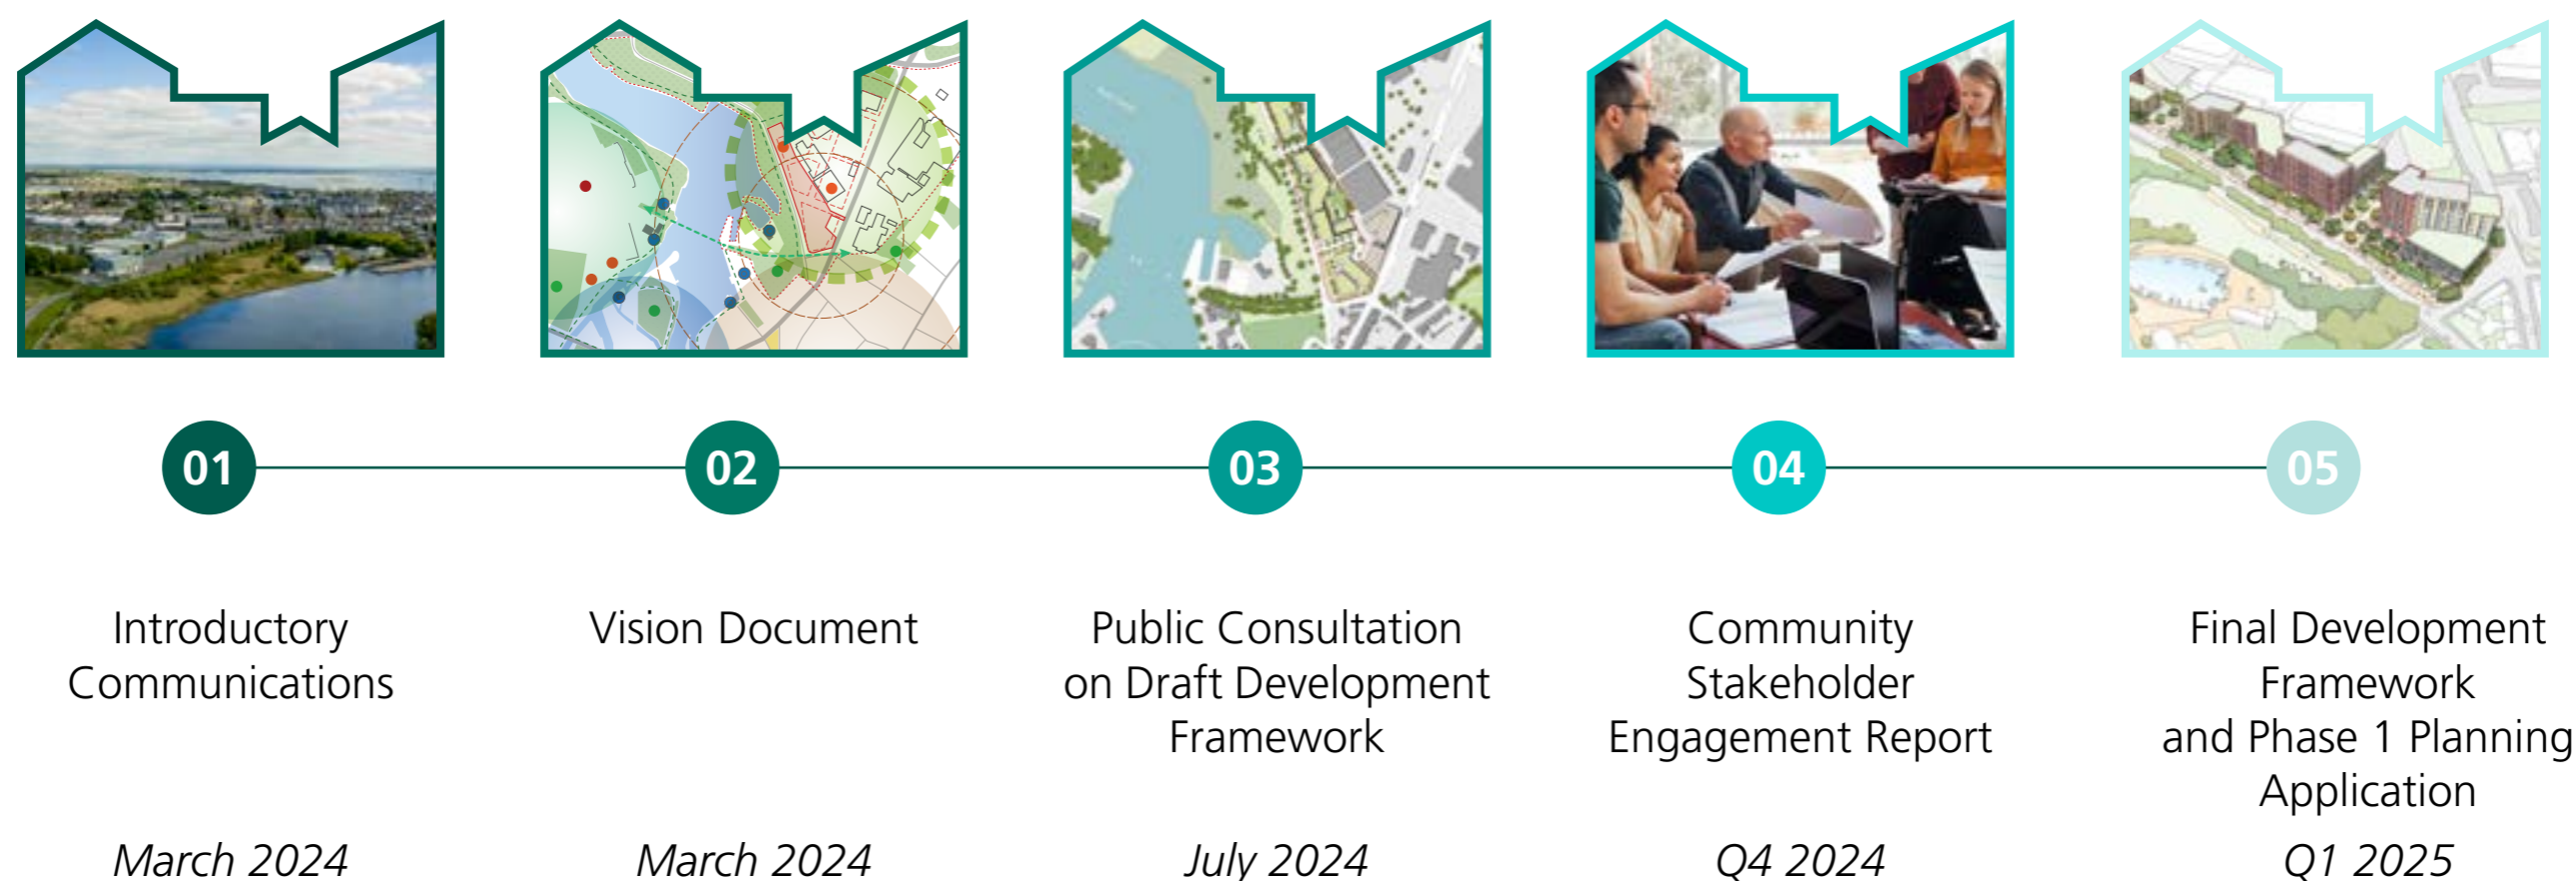 01
02
03
04
05
Introductory
Communications
March 2024
Vision Document
March 2024
Public Consultation
on Draft Development
Framework
July 2024
Community
Stakeholder
Engagement Report
Q4 2024
Final Development
Framework
and Phase 1 Planning
Application
Q1 2025